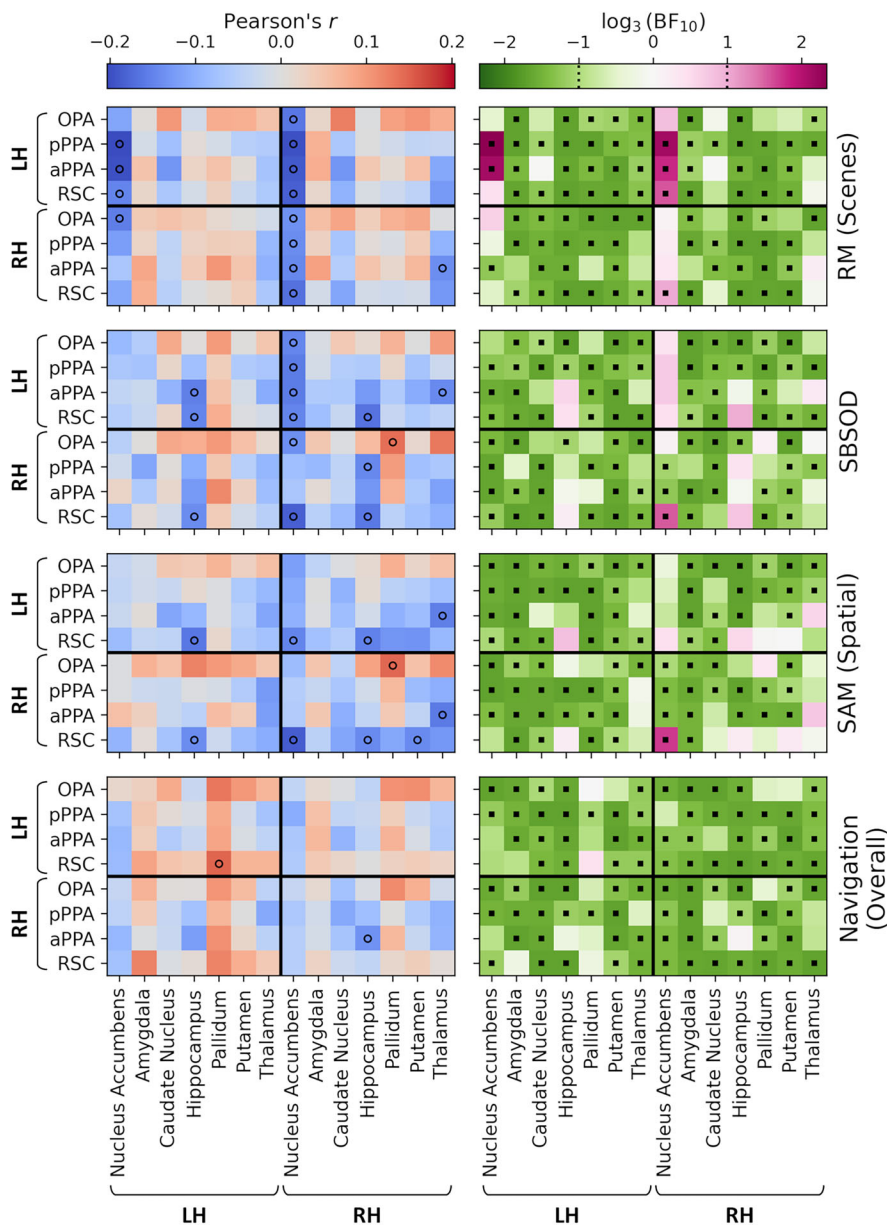 Pearson's r
log₃ (BF₁₀)
−0.2 −0.1 0.0 0.1 0.2
−2 −1 0 1 2
LH
OPA
pPPA
aPPA
RSC
RH
OPA
pPPA
aPPA
RSC
RM (Scenes)
LH
OPA
pPPA
aPPA
RSC
RH
OPA
pPPA
aPPA
RSC
SBSOD
LH
OPA
pPPA
aPPA
RSC
RH
OPA
pPPA
aPPA
RSC
SAM (Spatial)
LH
OPA
pPPA
aPPA
RSC
RH
OPA
pPPA
aPPA
RSC
Navigation
(Overall)
Nucleus Accumbens
Amygdala
Caudate Nucleus
Hippocampus
Pallidum
Putamen
Thalamus
Nucleus Accumbens
Amygdala
Caudate Nucleus
Hippocampus
Pallidum
Putamen
Thalamus
Nucleus Accumbens
Amygdala
Caudate Nucleus
Hippocampus
Pallidum
Putamen
Thalamus
Nucleus Accumbens
Amygdala
Caudate Nucleus
Hippocampus
Pallidum
Putamen
Thalamus
LH RH LH RH